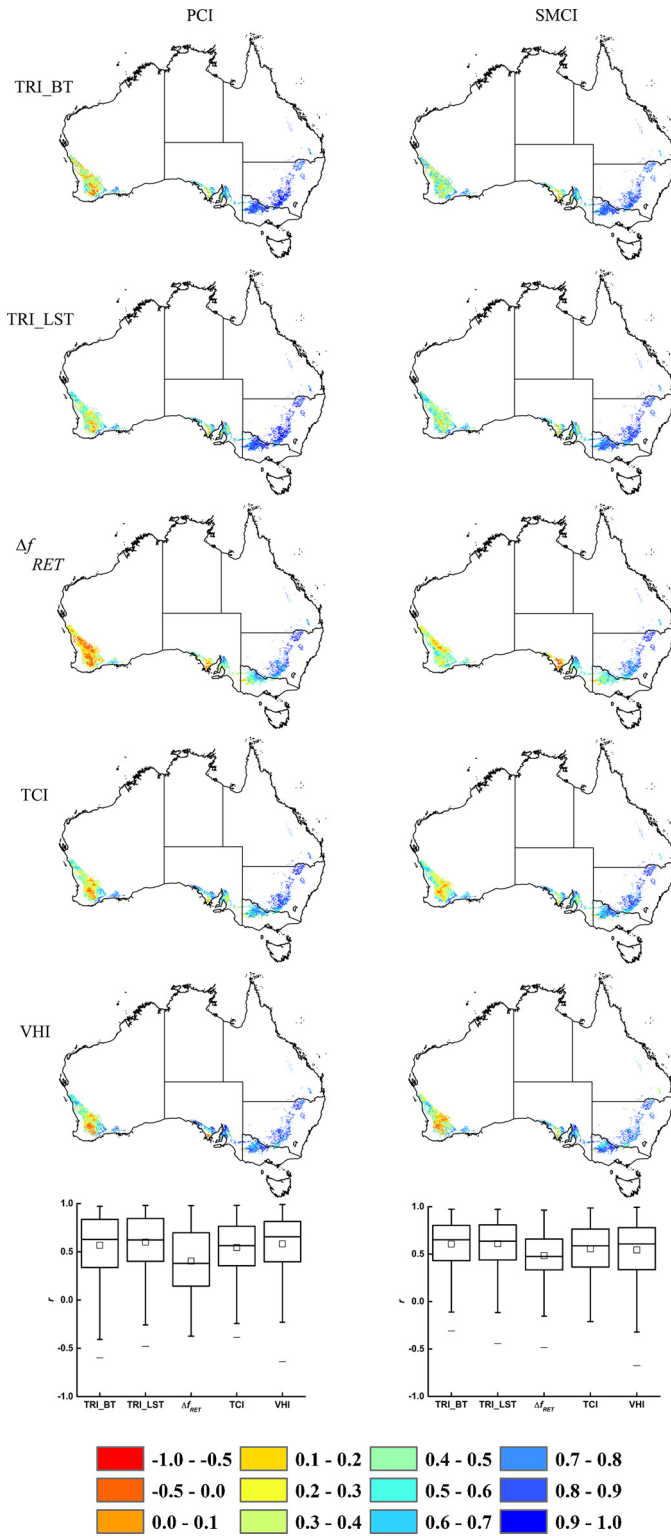 PCI SMCI
TRI_BT
TRI_LST
Δf RET
TCI
VHI
1.0
0.5
0.0
-0.5
-1.0
r
TRI_BT TRI_LST Δf RET TCI VHI
1.0
0.5
0.0
-0.5
-1.0
r
TRI_BT TRI_LST Δf RET TCI VHI
-1.0 - -0.5 0.1 - 0.2 0.4 - 0.5 0.7 - 0.8
-0.5 - 0.0 0.2 - 0.3 0.5 - 0.6 0.8 - 0.9
0.0 - 0.1 0.3 - 0.4 0.6 - 0.7 0.9 - 1.0